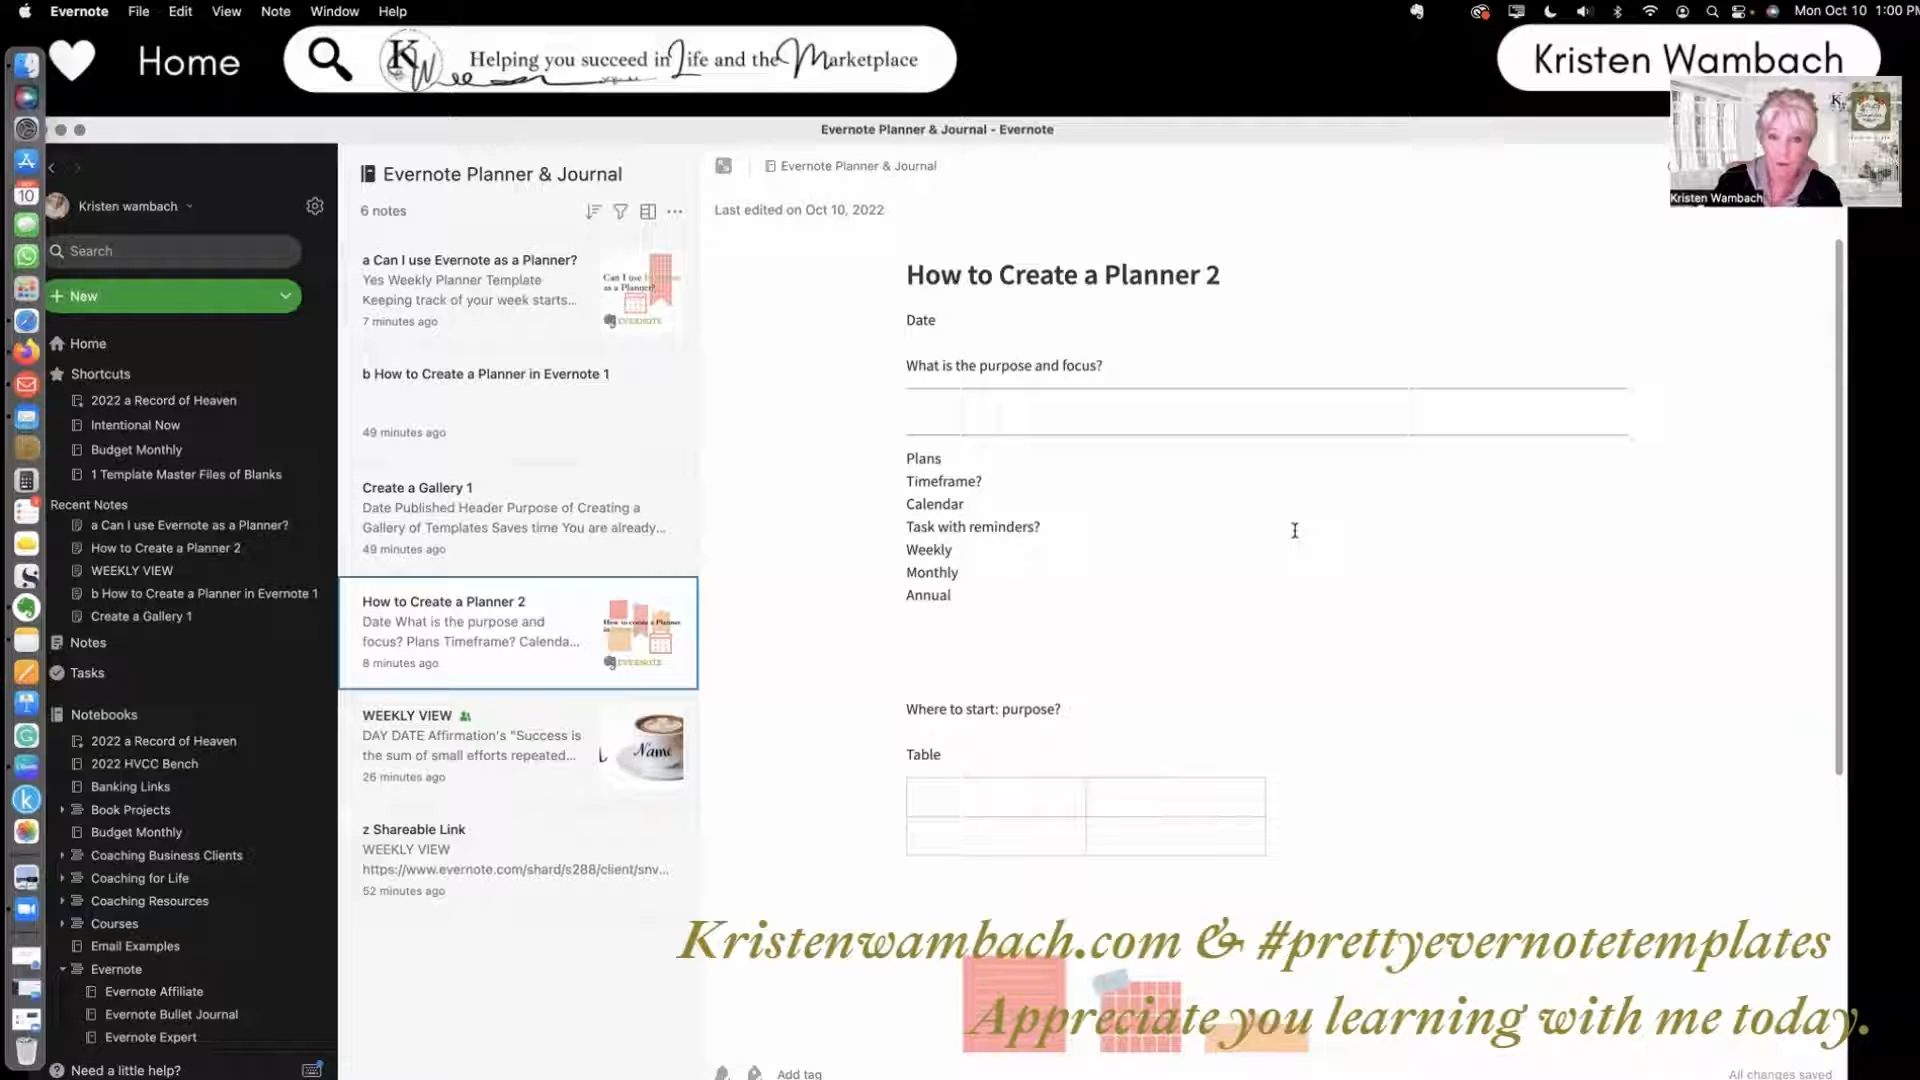 Evernote File Edit View Note Window Help
Mon Oct 10 1:00 PM
Home
KW
Helping you succeed in Life and the Marketplace
Kristen Wambach
Kristen Wambach
Evernote Planner & Journal - Evernote
10
Kristen wambach
Search
New
Home
Shortcuts
2022 a Record of Heaven
Intentional Now
Budget Monthly
1 Template Master Files of Blanks
Recent Notes
a Can I use Evernote as a Planner?
How to Create a Planner 2
WEEKLY VIEW
b How to Create a Planner in Evernote 1
Create a Gallery 1
Notes
Tasks
Notebooks
2022 a Record of Heaven
2022 HVCC Bench
Banking Links
Book Projects
Budget Monthly
Coaching Business Clients
Coaching for Life
Coaching Resources
Courses
Email Examples
Evernote
Evernote Affiliate
Evernote Bullet Journal
Evernote Expert
Need a little help?
Evernote Planner & Journal
6 notes
a Can I use Evernote as a Planner?
Yes Weekly Planner Template
Keeping track of your week starts...
7 minutes ago
Can I use
as a Planner?
EVERNOTE
b How to Create a Planner in Evernote 1
49 minutes ago
Create a Gallery 1
Date Published Header Purpose of Creating a
Gallery of Templates Saves time You are already...
49 minutes ago
How to Create a Planner 2
Date What is the purpose and
focus? Plans Timeframe? Calenda...
8 minutes ago
How to create a Planner
EVERNOTE
WEEKLY VIEW
DAY DATE Affirmation's "Success is
the sum of small efforts repeated...
26 minutes ago
Name
z Shareable Link
WEEKLY VIEW
https://www.evernote.com/shard/s288/client/snv...
52 minutes ago
Evernote Planner & Journal
Last edited on Oct 10, 2022
How to Create a Planner 2
Date
What is the purpose and focus?
Plans
Timeframe?
Calendar
Task with reminders?
Weekly
Monthly
Annual
Where to start: purpose?
Table
Kristenwambach.com & #prettyevernotetemplates
Appreciate you learning with me today.
Add tag
All changes saved